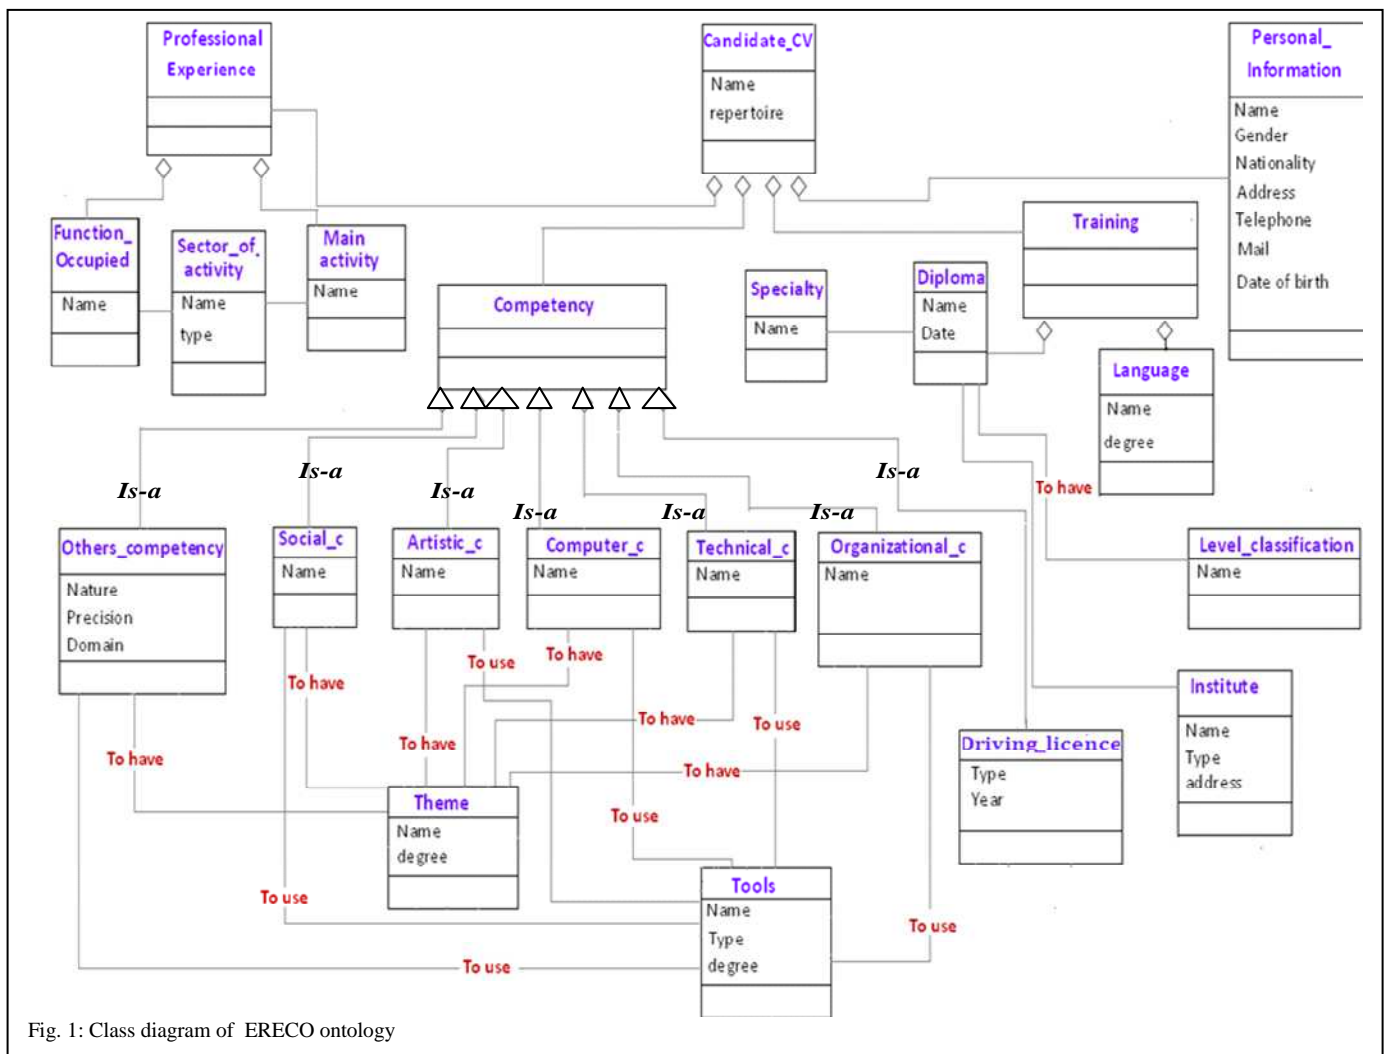 Professional
Experience
Candidate_CV
Name
repertoire
Personal_
Information
Name
Gender
Nationality
Address
Telephone
Mail
Date of birth
Function_
Occupied
Name
Sector_of_
activity
Name
type
Main
activity
Name
Competency
Specialty
Name
Diploma
Name
Date
Training
Language
Name
degree
Is-a
Is-a
Is-a
Is-a
Is-a
Is-a
Is-a
To have
Others_competency
Nature
Precision
Domain
Social_c
Name
Artistic_c
Name
Computer_c
Name
Technical_c
Name
Organizational_c
Name
Level_classification
Name
To have
To use
To have
To have
To have
To have
To use
To have
To use
Institute
Name
Type
address
Driving_licence
Type
Year
Theme
Name
degree
Tools
Name
Type
degree
To use
To use
To use
Fig. 1: Class diagram of ERECO ontology